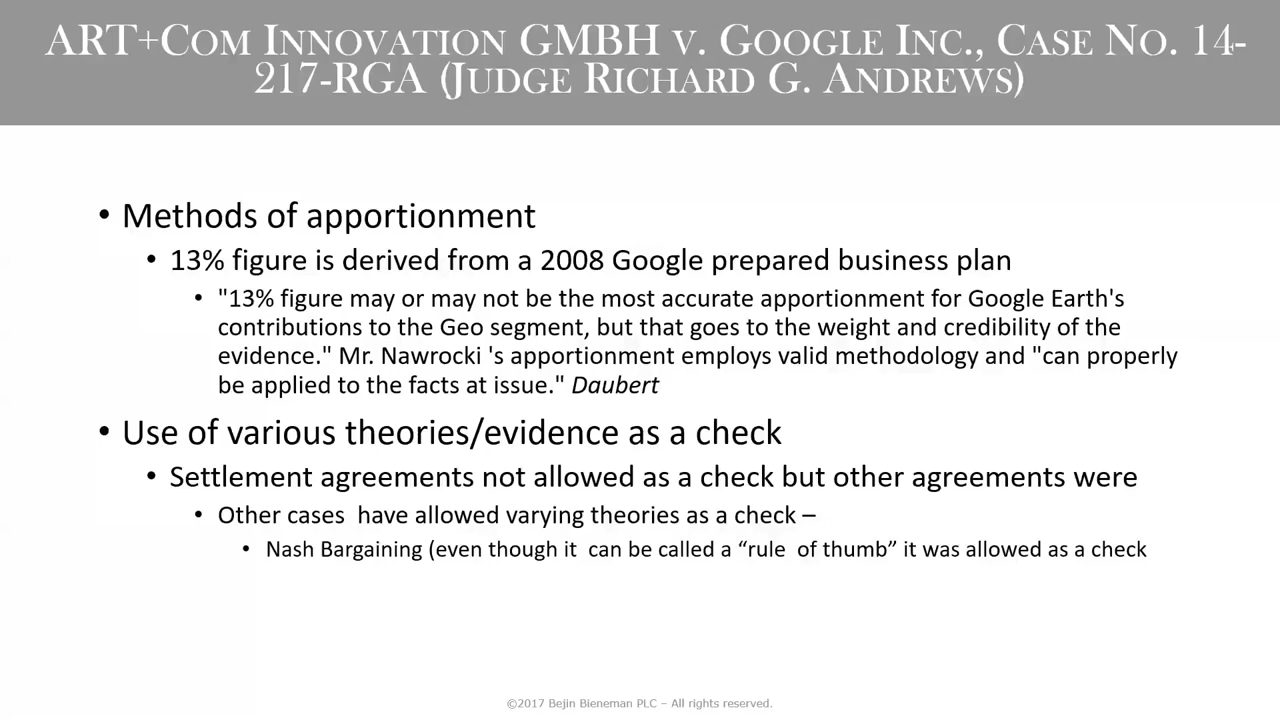 ART+COM INNOVATION GMBH V. GOOGLE INC., CASE NO. 14-
217-RGA (JUDGE RICHARD G. ANDREWS)
• Methods of apportionment
• 13% figure is derived from a 2008 Google prepared business plan
• "13% figure may or may not be the most accurate apportionment for Google Earth's
contributions to the Geo segment, but that goes to the weight and credibility of the
evidence." Mr. Nawrocki 's apportionment employs valid methodology and "can properly
be applied to the facts at issue." Daubert
• Use of various theories/evidence as a check
• Settlement agreements not allowed as a check but other agreements were
• Other cases  have allowed varying theories as a check –
• Nash Bargaining (even though it  can be called a “rule  of thumb” it was allowed as a check
©2017 Bejin Bieneman PLC – All rights reserved.